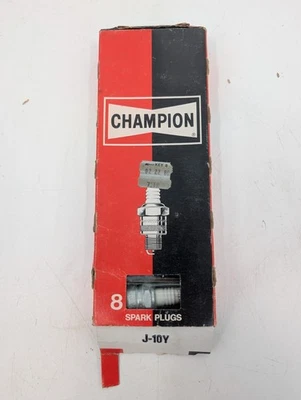 CHAMPION
®
8
SPARK PLUGS
J-10Y